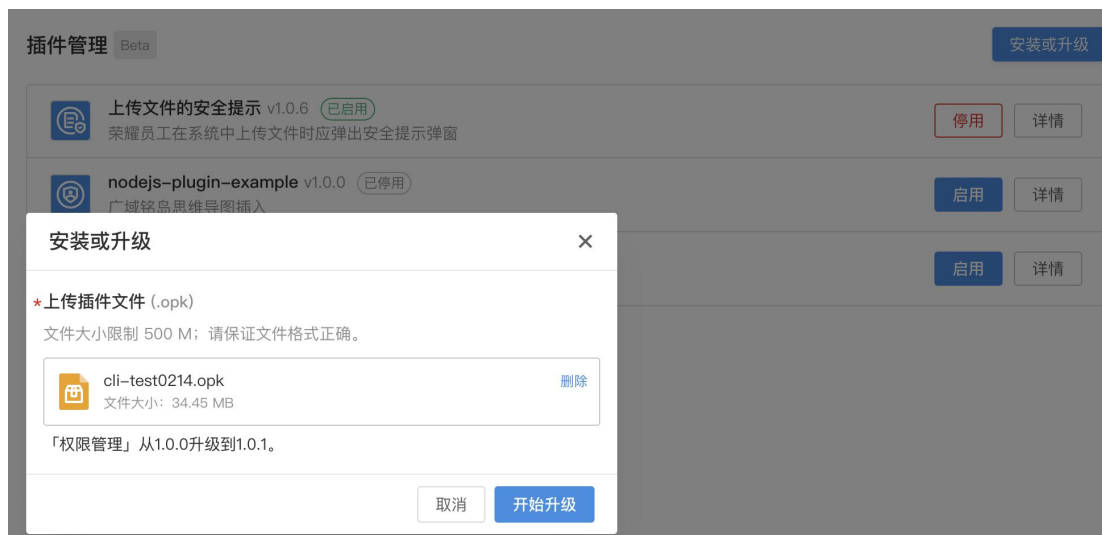 插件管理 Beta 安装或升级
上传文件的安全提示 v1.0.6 已启用 停用 详情
荣耀员工在系统中上传文件时应弹出安全提示弹窗
nodejs-plugin-example v1.0.0 已停用 启用 详情
广域铭岛思维导图插入
安装或升级
启用 详情
*上传插件文件 (.opk)
文件大小限制 500 M；请保证文件格式正确。
cli-test0214.opk 删除
文件大小：34.45 MB
「权限管理」从1.0.0升级到1.0.1。
取消 开始升级